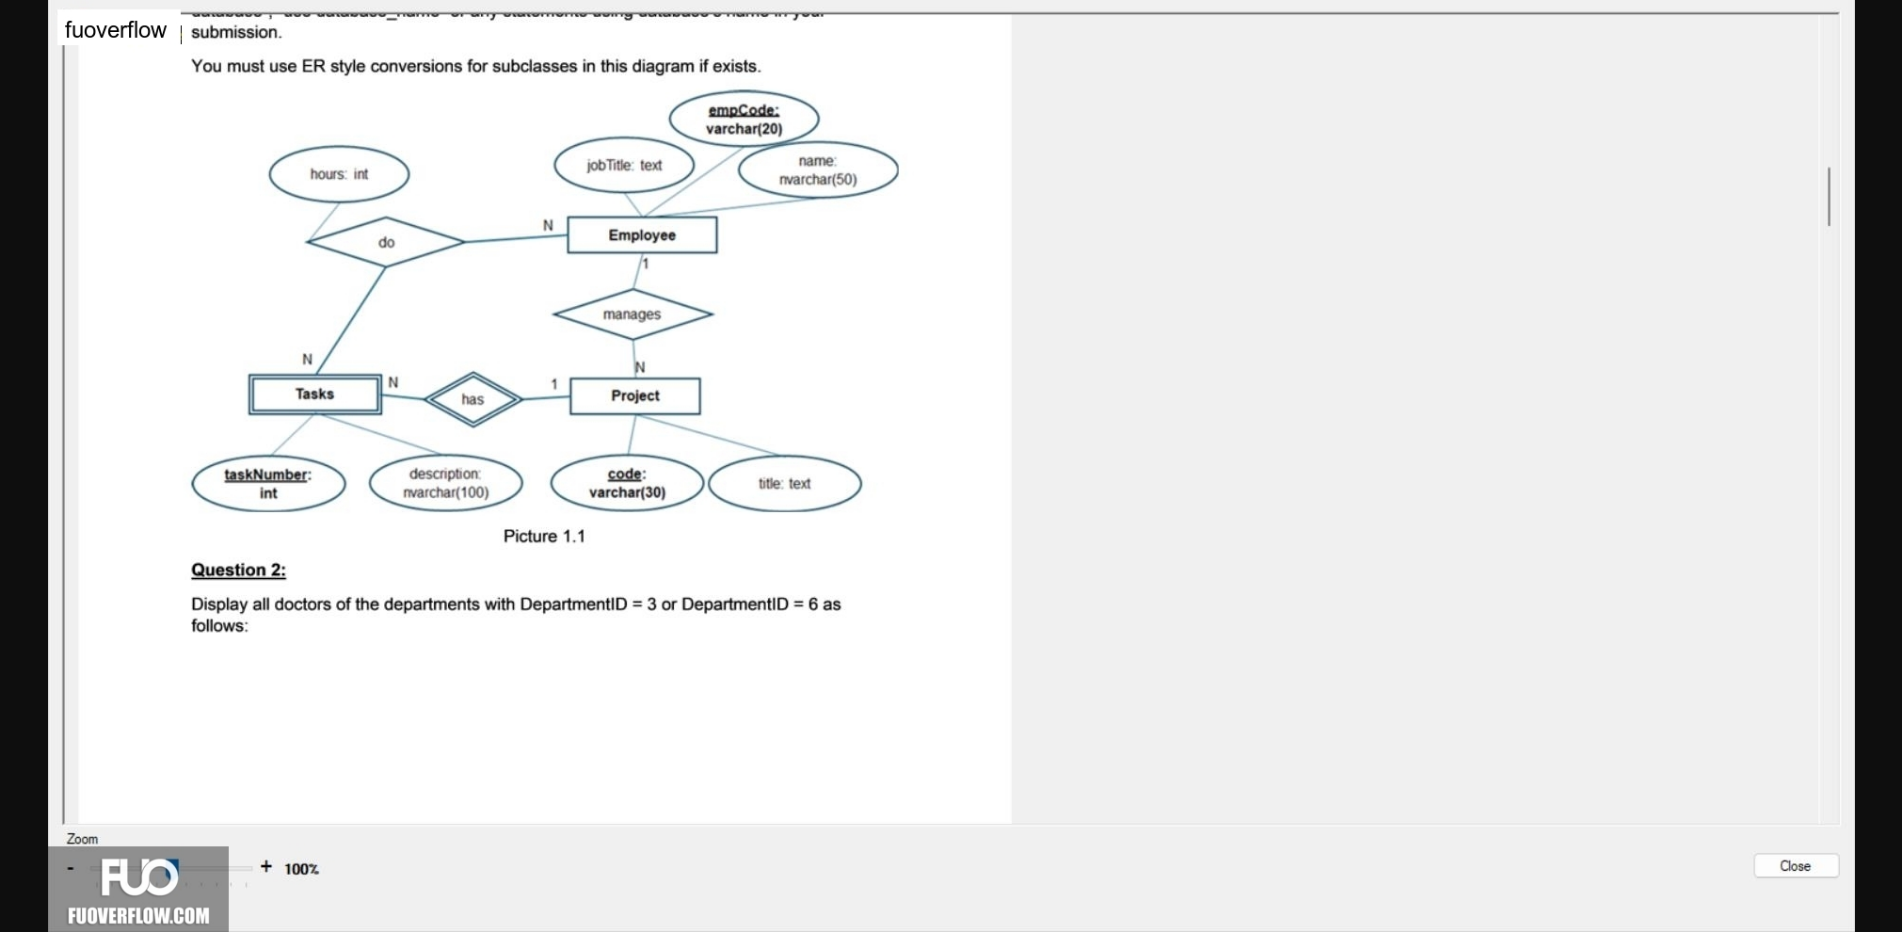 fuoverflow
submission.
You must use ER style conversions for subclasses in this diagram if exists.
empCode:
varchar(20)
jobTitle: text
name:
nvarchar(50)
hours: int
do
N
Employee
1
manages
N
N
Tasks
N
has
1
Project
taskNumber:
int
description:
nvarchar(100)
code:
varchar(30)
title: text
Picture 1.1
Question 2:
Display all doctors of the departments with DepartmentID = 3 or DepartmentID = 6 as
follows:
Zoom
- + 100%
Close
FUO
FUOVERFLOW.COM